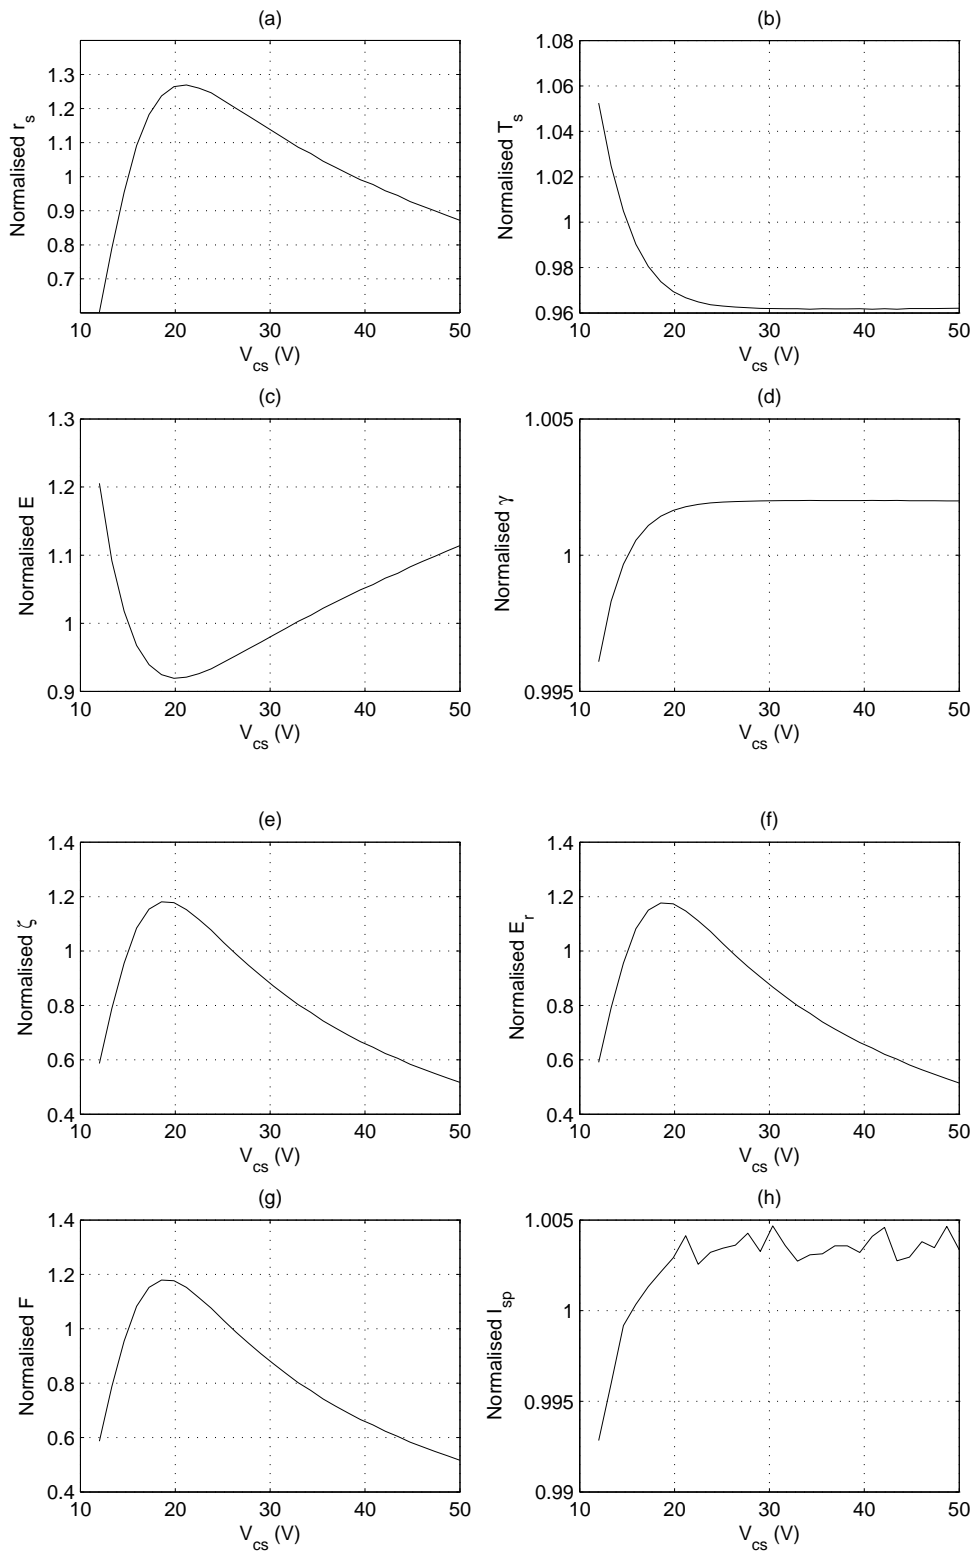 (a)
Normalised r_s
1.3
1.2
1.1
1
0.9
0.8
0.7
10 20 30 40 50
V_cs (V)
(b)
Normalised T_s
1.08
1.06
1.04
1.02
1
0.98
0.96
10 20 30 40 50
V_cs (V)
(c)
Normalised E
1.3
1.2
1.1
1
0.9
10 20 30 40 50
V_cs (V)
(d)
Normalised γ
1.005
1
0.995
10 20 30 40 50
V_cs (V)
(e)
Normalised ζ
1.4
1.2
1
0.8
0.6
0.4
10 20 30 40 50
V_cs (V)
(f)
Normalised E_r
1.4
1.2
1
0.8
0.6
0.4
10 20 30 40 50
V_cs (V)
(g)
Normalised F
1.4
1.2
1
0.8
0.6
0.4
10 20 30 40 50
V_cs (V)
(h)
Normalised I_sp
1.005
1
0.995
0.99
10 20 30 40 50
V_cs (V)